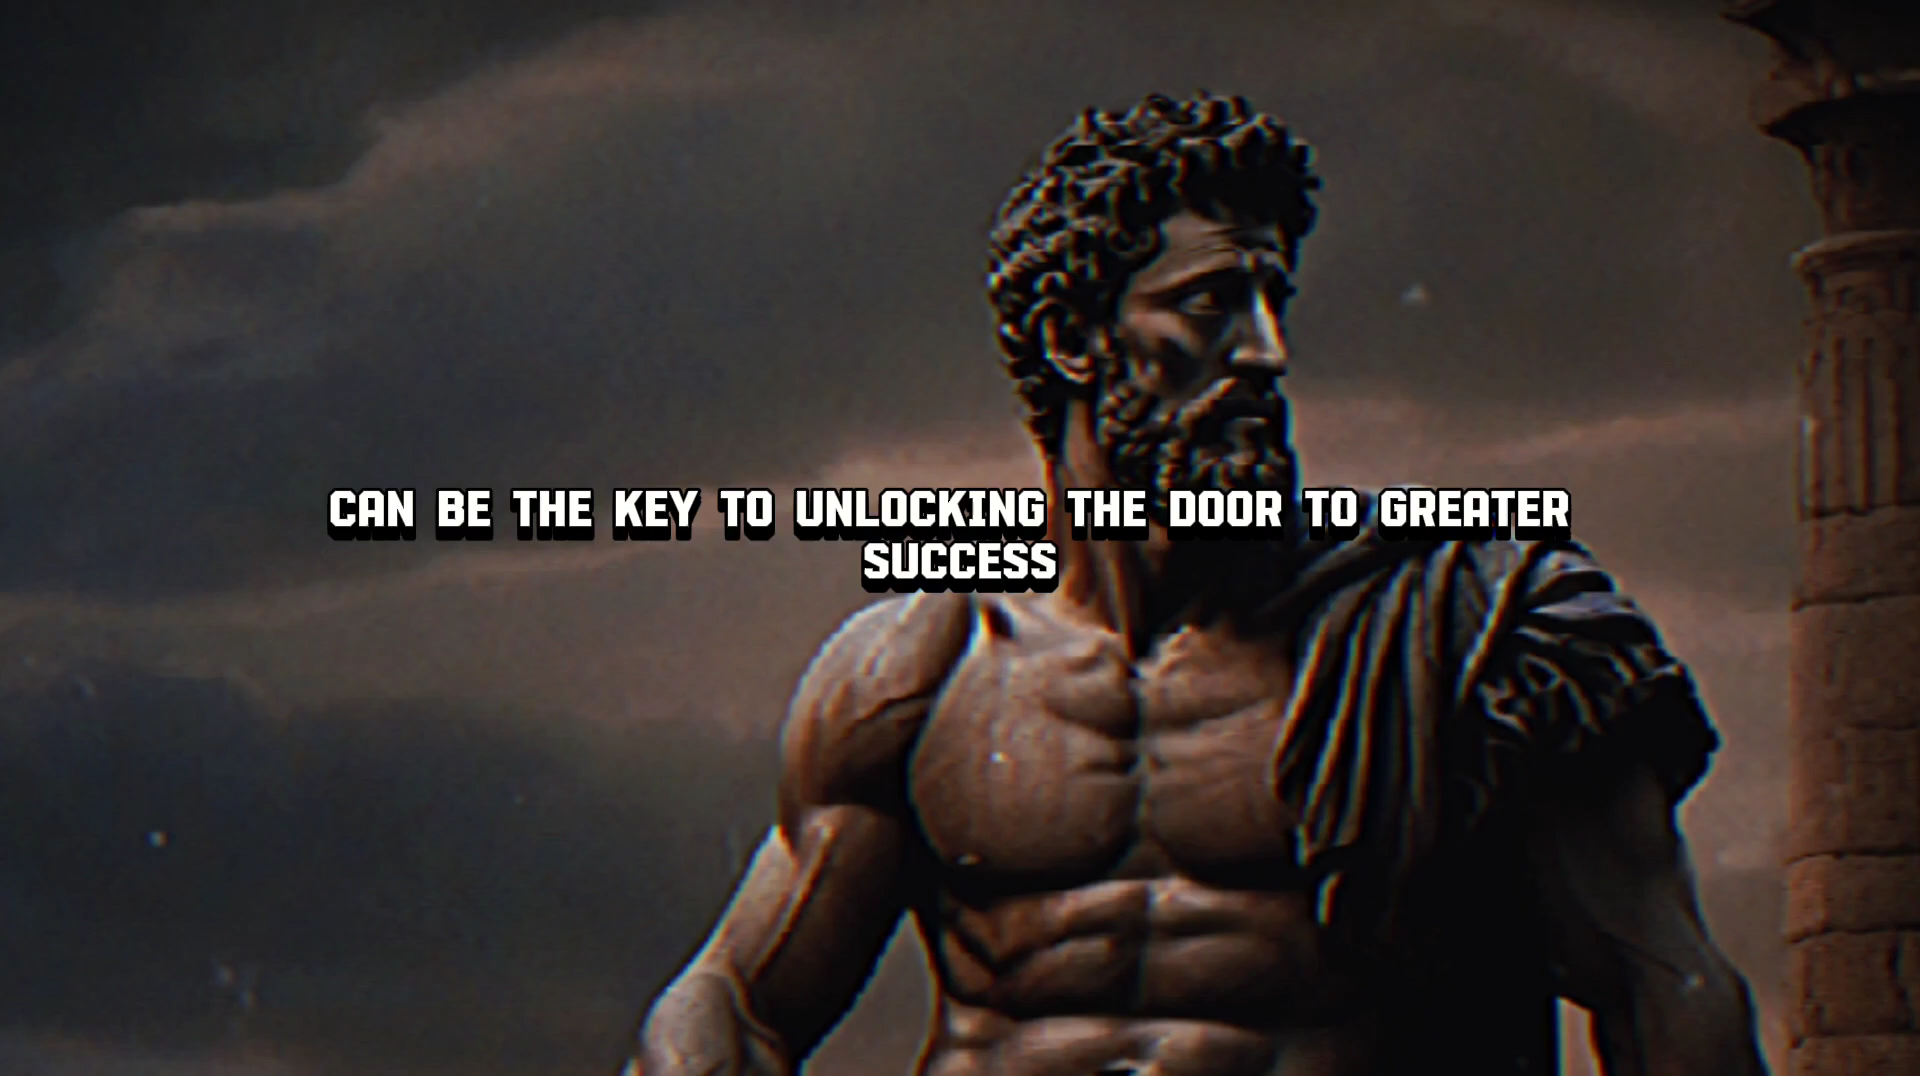 CAN BE THE KEY TO UNLOCKING THE DOOR TO GREATER
SUCCESS